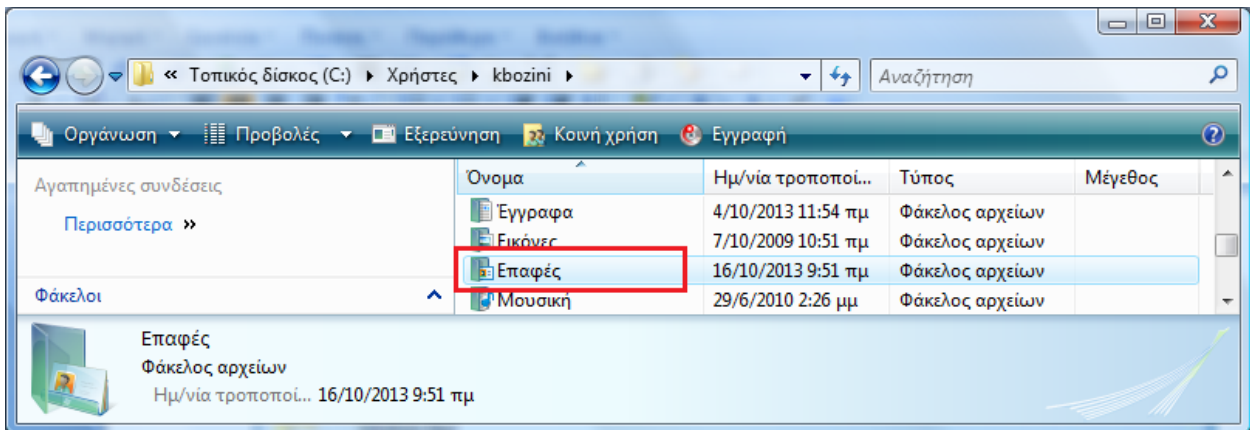 « Τοπικός δίσκος (C:) Χρήστες kbozini Αναζήτηση
Οργάνωση Προβολές Εξερεύνηση Κοινή χρήση Εγγραφή
Αγαπημένες συνδέσεις
Περισσότερα »
Φάκελοι
Όνομα Ημ/νία τροποποί... Τύπος Μέγεθος
Έγγραφα 4/10/2013 11:54 πμ Φάκελος αρχείων
Εικόνες 7/10/2009 10:51 πμ Φάκελος αρχείων
Επαφές 16/10/2013 9:51 πμ Φάκελος αρχείων
Μουσική 29/6/2010 2:26 μμ Φάκελος αρχείων
Επαφές
Φάκελος αρχείων
Ημ/νία τροποποί... 16/10/2013 9:51 πμ